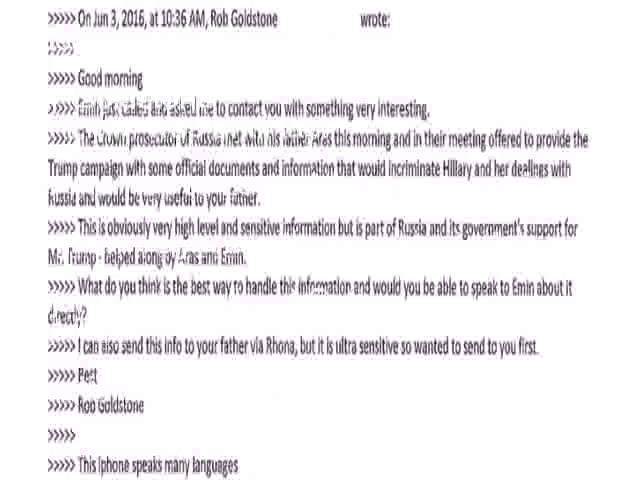 >>>>> On Jun 3, 2016, at 10:36 AM, Rob Goldstone wrote:
>>>>>
>>>>> Good morning
>>>>> Emin just called and asked me to contact you with something very interesting.
>>>>> The Crown prosecutor of Russia met with his father Aras this morning and in their meeting offered to provide the
Trump campaign with some official documents and information that would incriminate Hillary and her dealings with
Russia and would be very useful to your father.
>>>>> This is obviously very high level and sensitive information but is part of Russia and its government's support for
Mr. Trump - helped along by Aras and Emin.
>>>>> What do you think is the best way to handle this information and would you be able to speak to Emin about it
directly?
>>>>> I can also send this info to your father via Rhona, but it is ultra sensitive so wanted to send to you first.
>>>>>
>>>>> Rob Goldstone
>>>>>
>>>>> This iphone speaks many languages